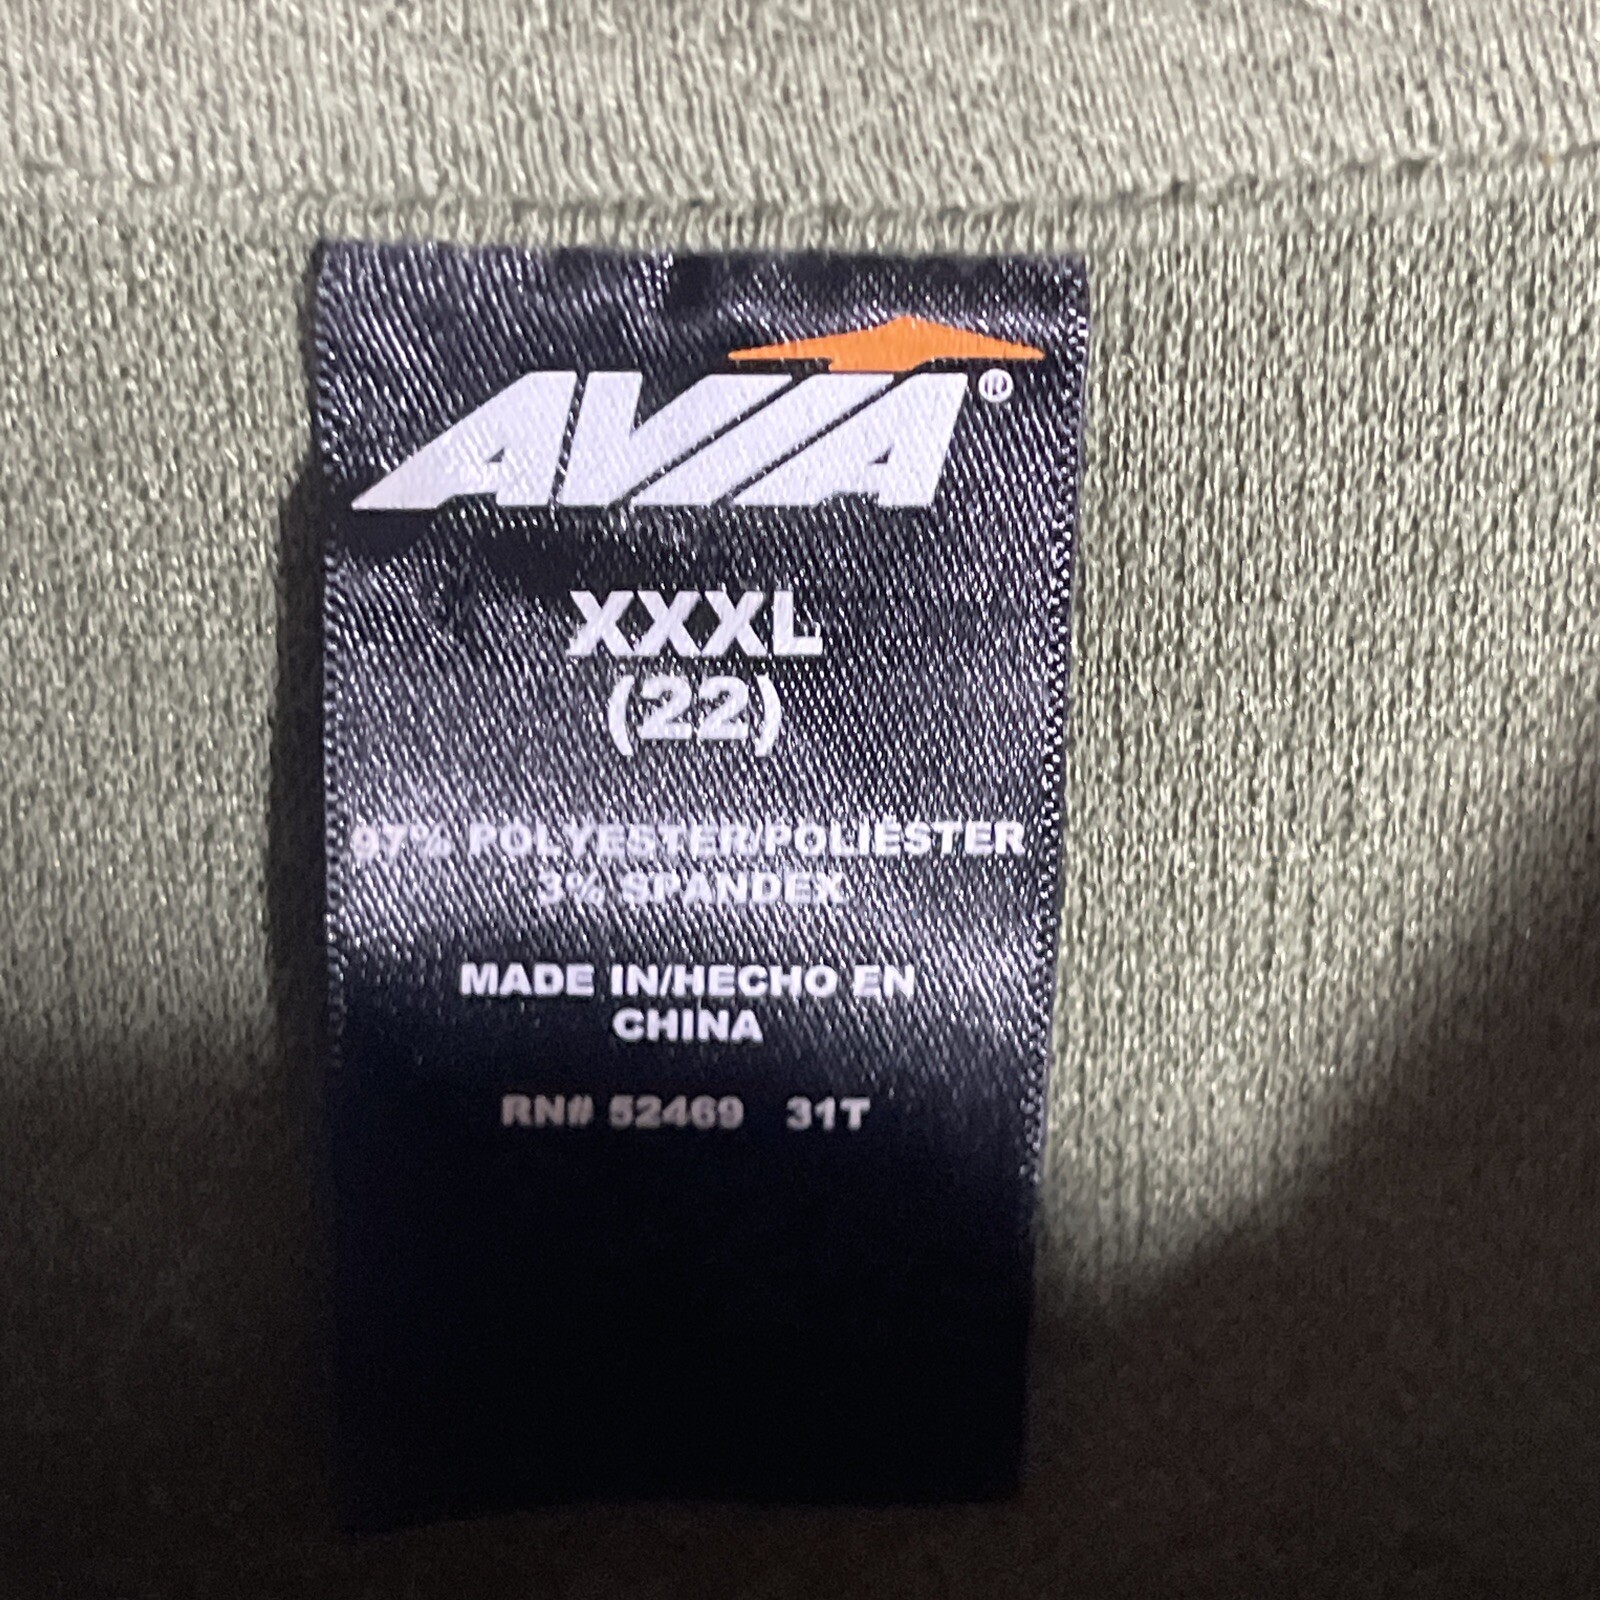 AVIA®
XXXL
(22)
97% POLYESTER/POLIÉSTER
3% SPANDEX
MADE IN/HECHO EN
CHINA
RN# 52469 31T